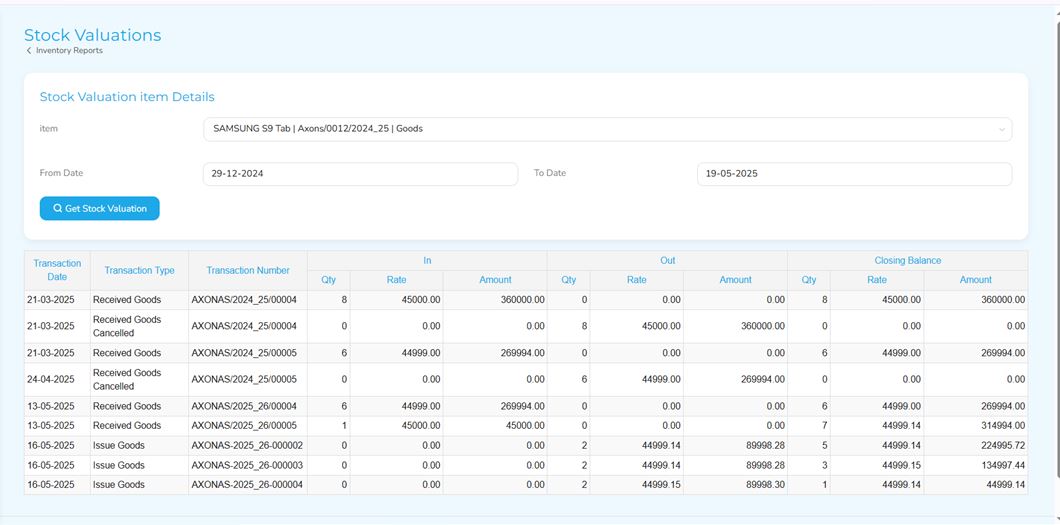 Stock Valuations
Inventory Reports
Stock Valuation item Details
item
SAMSUNG S9 Tab | Axons/0012/2024_25 | Goods
From Date
29-12-2024
To Date
19-05-2025
Get Stock Valuation
Transaction Date Transaction Type Transaction Number In Out Closing Balance
Qty Rate Amount Qty Rate Amount Qty Rate Amount
21-03-2025 Received Goods AXONAS/2024_25/00004 8 45000.00 360000.00 0 0.00 0.00 8 45000.00 360000.00
21-03-2025 Received Goods Cancelled AXONAS/2024_25/00004 0 0.00 0.00 8 45000.00 360000.00 0 0.00 0.00
21-03-2025 Received Goods AXONAS/2024_25/00005 6 44999.00 269994.00 0 0.00 0.00 6 44999.00 269994.00
24-04-2025 Received Goods Cancelled AXONAS/2024_25/00005 0 0.00 0.00 6 44999.00 269994.00 0 0.00 0.00
13-05-2025 Received Goods AXONAS/2025_26/00004 6 44999.00 269994.00 0 0.00 0.00 6 44999.00 269994.00
13-05-2025 Received Goods AXONAS/2025_26/00005 1 45000.00 45000.00 0 0.00 0.00 7 44999.14 314994.00
16-05-2025 Issue Goods AXONAS-2025_26-000002 0 0.00 0.00 2 44999.14 89998.28 5 44999.14 224995.72
16-05-2025 Issue Goods AXONAS-2025_26-000003 0 0.00 0.00 2 44999.14 89998.28 3 44999.15 134997.44
16-05-2025 Issue Goods AXONAS-2025_26-000004 0 0.00 0.00 2 44999.15 89998.30 1 44999.14 44999.14